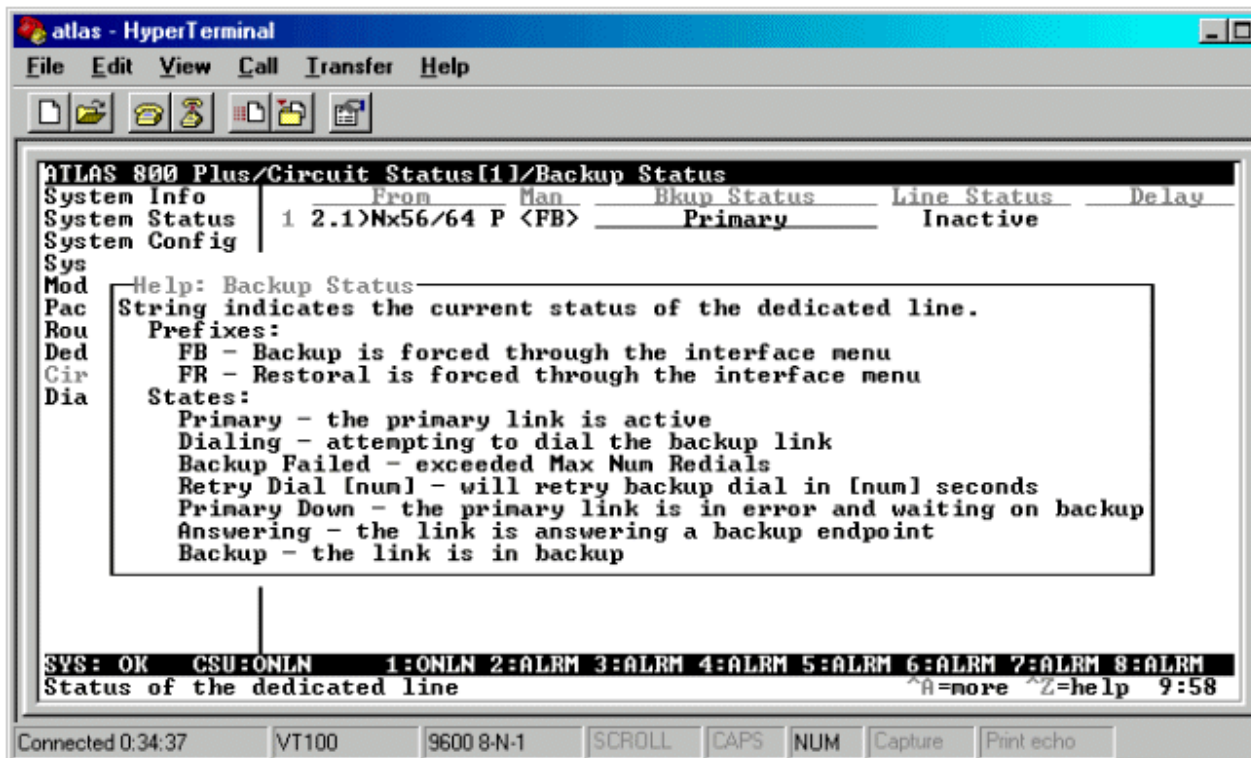 atlas - HyperTerminal
File Edit View Call Transfer Help
ATLAS 800 Plus/Circuit Status[1]/Backup Status
System Info From Man Bkup Status Line Status Delay
System Status 1 2.1)Nx56/64 P <FB> Primary Inactive
System Config
Sys
Mod Help: Backup Status
Pac String indicates the current status of the dedicated line.
Rou Prefixes:
Ded FB - Backup is forced through the interface menu
Cir FR - Restoral is forced through the interface menu
Dia States:
Primary - the primary link is active
Dialing - attempting to dial the backup link
Backup Failed - exceeded Max Num Redials
Retry Dial [num] - will retry backup dial in [num] seconds
Primary Down - the primary link is in error and waiting on backup
Answering - the link is answering a backup endpoint
Backup - the link is in backup
SYS: OK CSU:ONLN 1:ONLN 2:ALRM 3:ALRM 4:ALRM 5:ALRM 6:ALRM 7:ALRM 8:ALRM
Status of the dedicated line ^A=more ^Z=help 9:58
Connected 0:34:37 VT100 9600 8-N-1 SCROLL CAPS NUM Capture Print echo